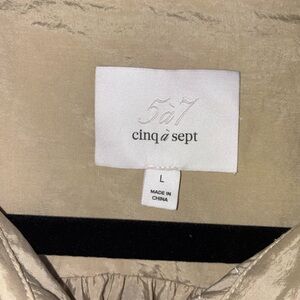 5à7
cinq à sept
L
MADE IN
CHINA